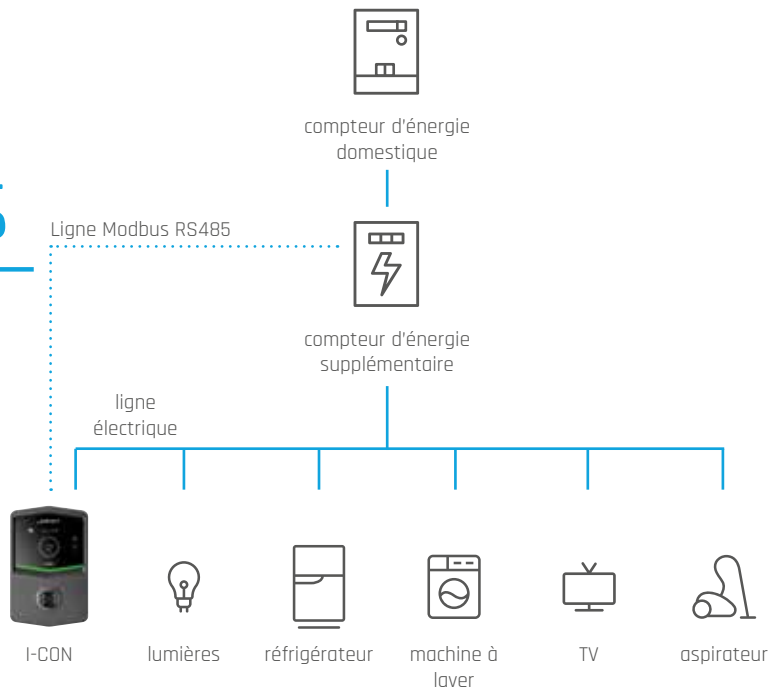 compteur d'énergie
domestique
Ligne Modbus RS485
compteur d'énergie
supplémentaire
ligne
électrique
I-CON
lumières
réfrigérateur
machine à
laver
TV
aspirateur